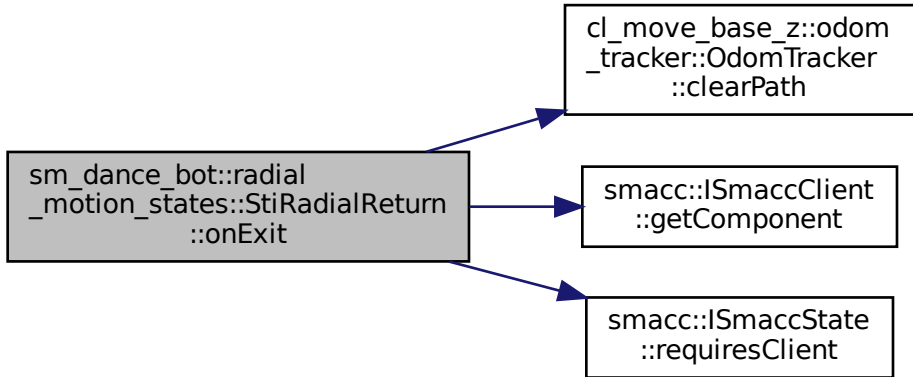 sm_dance_bot::radial
_motion_states::StiRadialReturn
::onExit
cl_move_base_z::odom
_tracker::OdomTracker
::clearPath
smacc::ISmaccClient
::getComponent
smacc::ISmaccState
::requiresClient